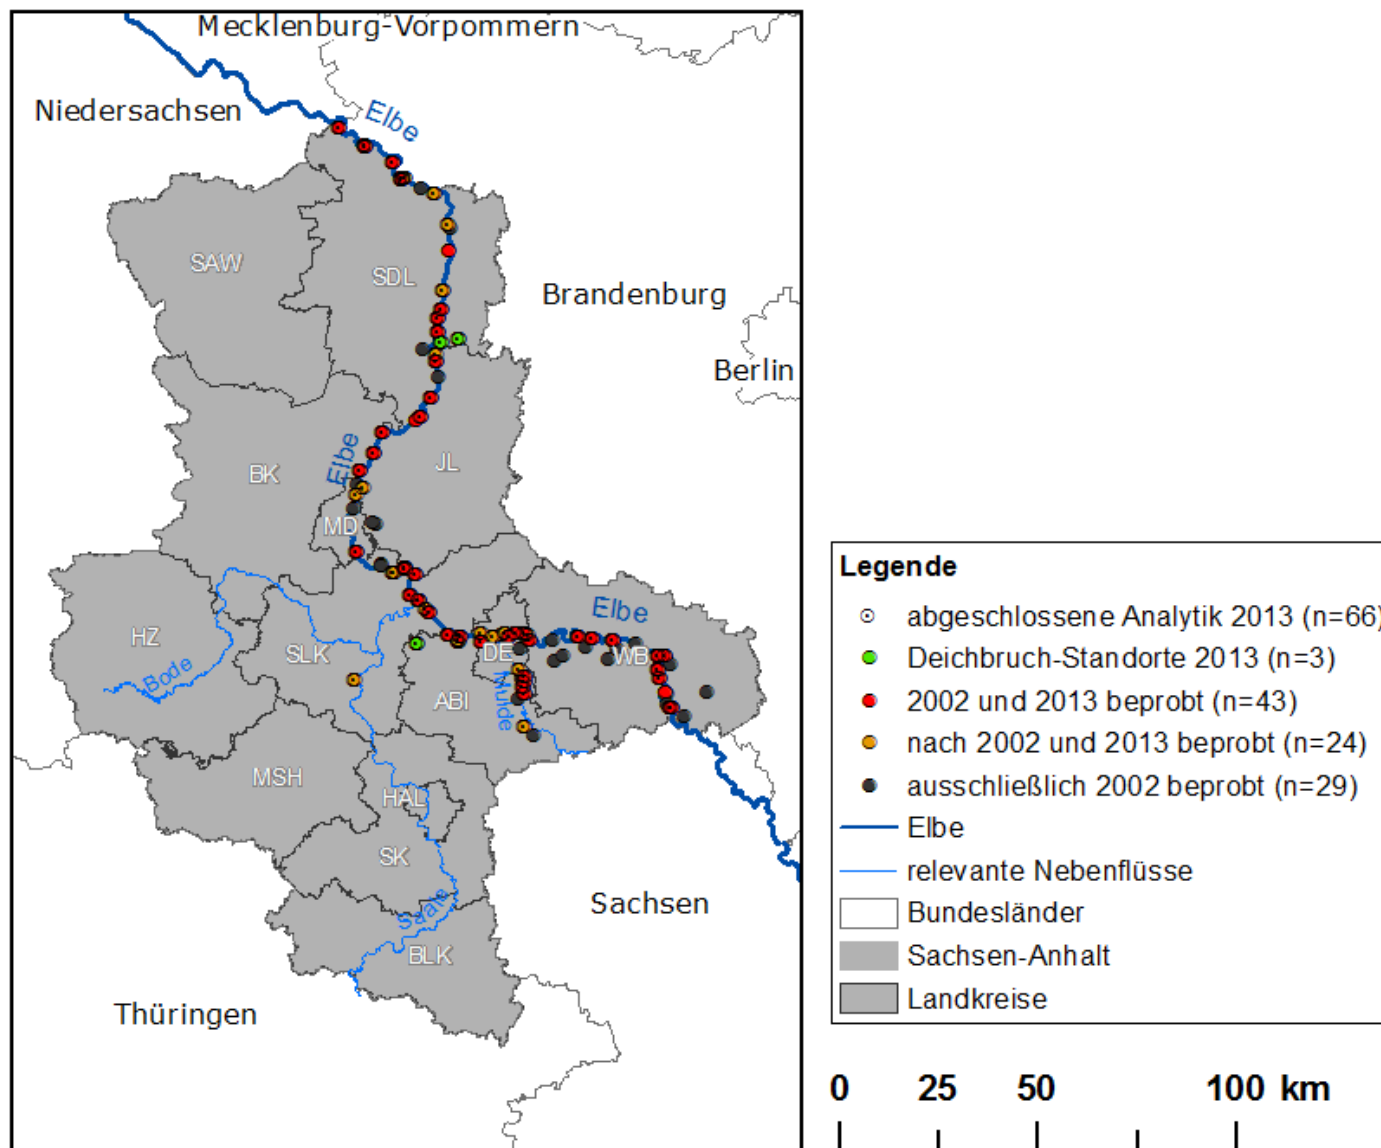 Mecklenburg-Vorpommern
Niedersachsen
Elbe
SAW
SDL
Brandenburg
Berlin
Elbe
BK
JL
MD
Elbe
HZ
SLK
DE
WB
Bode
ABI
Mulde
MSH
HAL
SK
Saale
Sachsen
BLK
Thüringen
Legende
abgeschlossene Analytik 2013 (n=66)
Deichbruch-Standorte 2013 (n=3)
2002 und 2013 beprobt (n=43)
nach 2002 und 2013 beprobt (n=24)
ausschließlich 2002 beprobt (n=29)
Elbe
relevante Nebenflüsse
Bundesländer
Sachsen-Anhalt
Landkreise
0 25 50 100 km